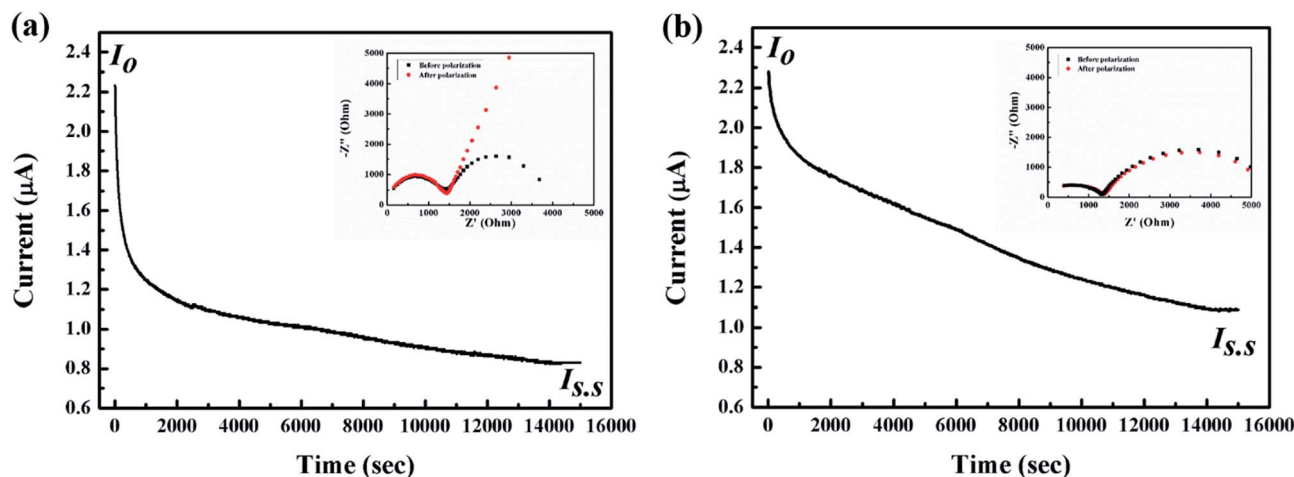 (a)
I0
Is.s
Current (μA)
2.4
2.2
2.0
1.8
1.6
1.4
1.2
1.0
0.8
0.6
0 2000 4000 6000 8000 10000 12000 14000 16000
Time (sec)
Before polarization
After polarization
-Z'' (Ohm)
5000
4000
3000
2000
1000
0
0 1000 2000 3000 4000 5000
Z' (Ohm)
(b)
I0
Is.s
Current (μA)
2.4
2.2
2.0
1.8
1.6
1.4
1.2
1.0
0.8
0.6
0 2000 4000 6000 8000 10000 12000 14000 16000
Time (sec)
Before polarization
After polarization
-Z'' (Ohm)
5000
4000
3000
2000
1000
0
0 1000 2000 3000 4000 5000
Z' (Ohm)